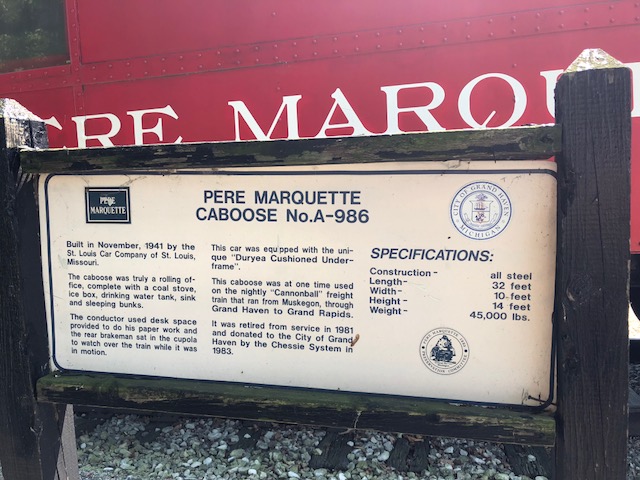 ERE MARQU
PERE
MARQUETTE
PERE MARQUETTE
CABOOSE No.A-986
CITY OF GRAND HAVEN
MICHIGAN
Built in November, 1941 by the
St. Louis Car Company of St. Louis,
Missouri.
The caboose was truly a rolling of-
fice, complete with a coal stove,
ice box, drinking water tank, sink
and sleeping bunks.
The conductor used desk space
provided to do his paper work and
the rear brakeman sat in the cupola
to watch over the train while it was
in motion.
This car was equipped with the uni-
que "Duryea Cushioned Under-
frame".
This caboose was at one time used
on the nightly "Cannonball" freight
train that ran from Muskegon, through
Grand Haven to Grand Rapids.
It was retired from service in 1981
and donated to the City of Grand
Haven by the Chessie System in
1983.
SPECIFICATIONS:
Construction- all steel
Length- 32 feet
Width- 10 feet
Height- 14 feet
Weight- 45,000 lbs.